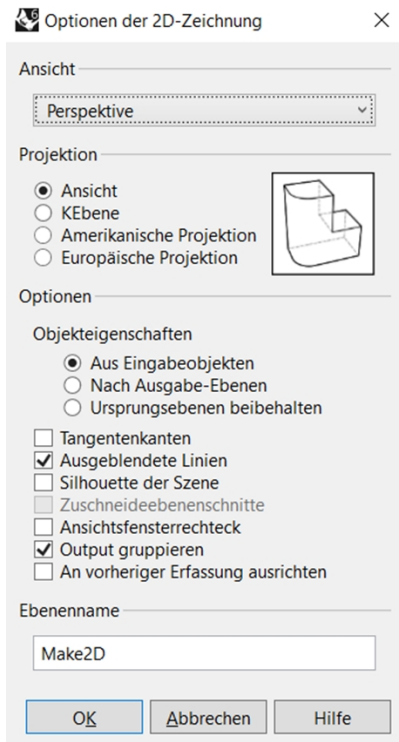 6 Optionen der 2D-Zeichnung
Ansicht
Perspektive
Projektion
Ansicht
KEbene
Amerikanische Projektion
Europäische Projektion
Optionen
Objekteigenschaften
Aus Eingabeobjekten
Nach Ausgabe-Ebenen
Ursprungsebenen beibehalten
Tangentenkanten
Ausgeblendete Linien
Silhouette der Szene
Zuschneideebenenschnitte
Ansichtsfensterrechteck
Output gruppieren
An vorheriger Erfassung ausrichten
Ebenenname
Make2D
OK Abbrechen Hilfe